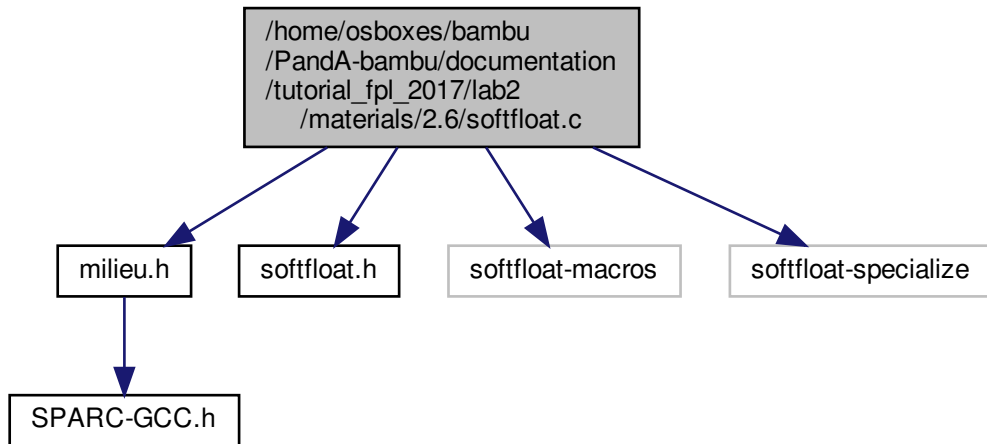 /home/osboxes/bambu
/PandA-bambu/documentation
/tutorial_fpl_2017/lab2
/materials/2.6/softfloat.c
milieu.h
softfloat.h
softfloat-macros
softfloat-specialize
SPARC-GCC.h